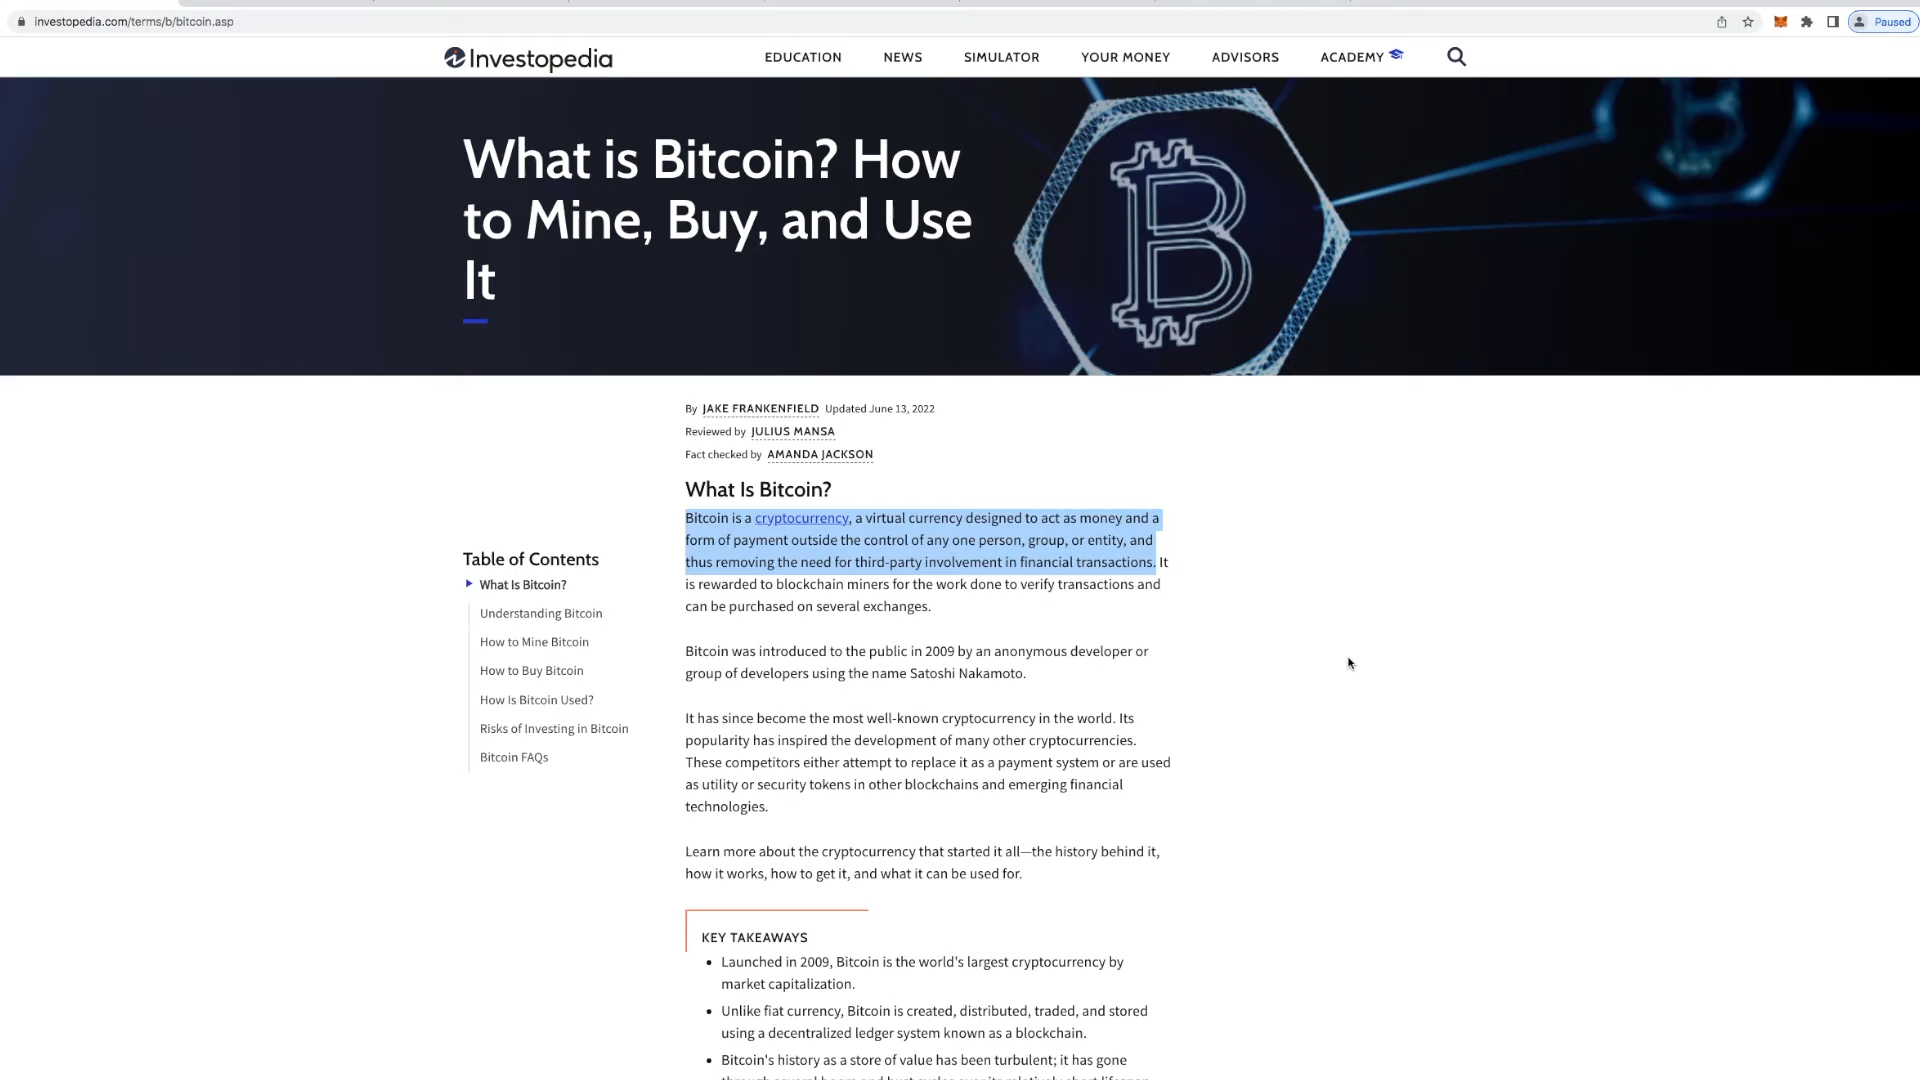 investopedia.com/terms/b/bitcoin.asp
Paused
Investopedia
EDUCATION NEWS SIMULATOR YOUR MONEY ADVISORS ACADEMY
What is Bitcoin? How
to Mine, Buy, and Use
It
By JAKE FRANKENFIELD Updated June 13, 2022
Reviewed by JULIUS MANSA
Fact checked by AMANDA JACKSON
Table of Contents
What Is Bitcoin?
Understanding Bitcoin
How to Mine Bitcoin
How to Buy Bitcoin
How Is Bitcoin Used?
Risks of Investing in Bitcoin
Bitcoin FAQs
What Is Bitcoin?
Bitcoin is a cryptocurrency, a virtual currency designed to act as money and a
form of payment outside the control of any one person, group, or entity, and
thus removing the need for third-party involvement in financial transactions. It
is rewarded to blockchain miners for the work done to verify transactions and
can be purchased on several exchanges.
Bitcoin was introduced to the public in 2009 by an anonymous developer or
group of developers using the name Satoshi Nakamoto.
It has since become the most well-known cryptocurrency in the world. Its
popularity has inspired the development of many other cryptocurrencies.
These competitors either attempt to replace it as a payment system or are used
as utility or security tokens in other blockchains and emerging financial
technologies.
Learn more about the cryptocurrency that started it all—the history behind it,
how it works, how to get it, and what it can be used for.
KEY TAKEAWAYS
• Launched in 2009, Bitcoin is the world's largest cryptocurrency by
market capitalization.
• Unlike fiat currency, Bitcoin is created, distributed, traded, and stored
using a decentralized ledger system known as a blockchain.
• Bitcoin's history as a store of value has been turbulent; it has gone